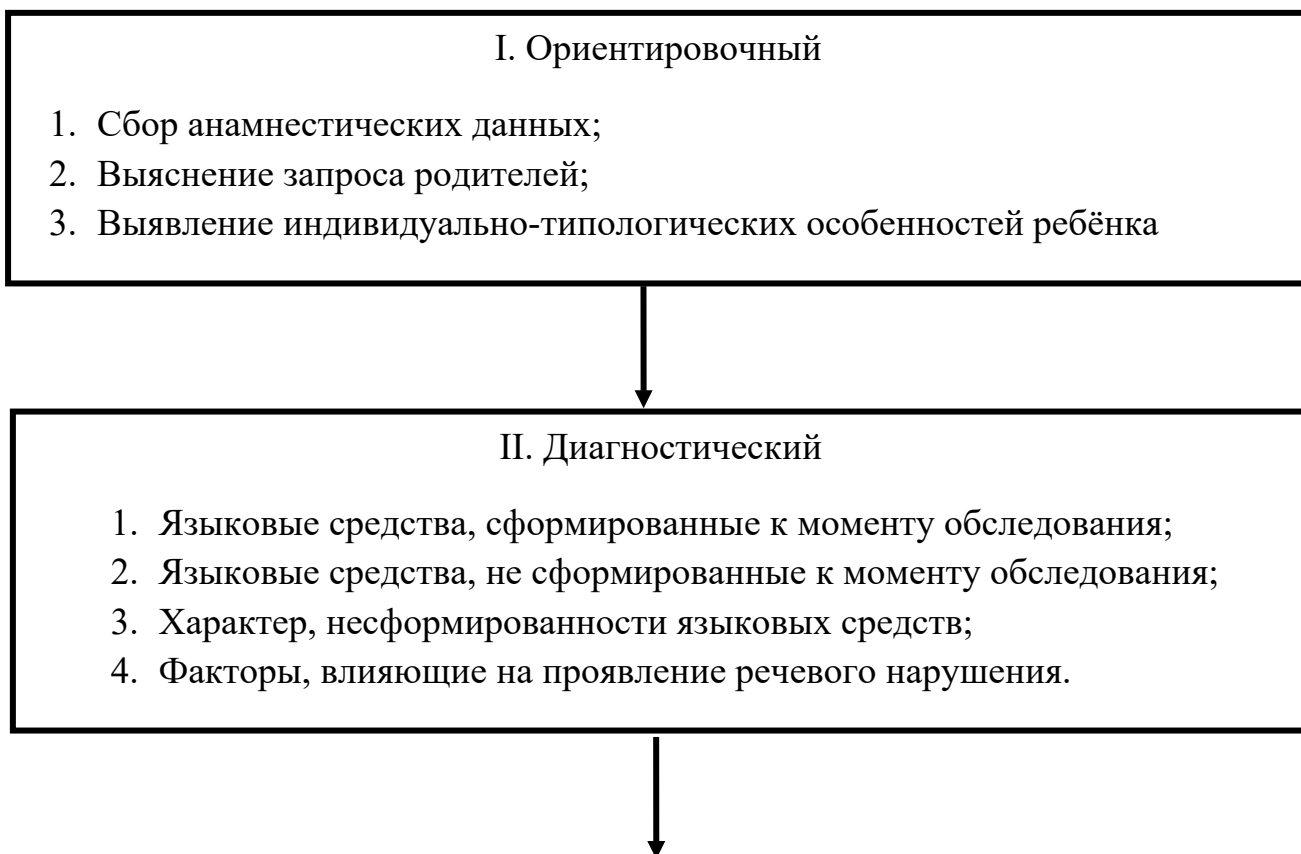 I. Ориентировочный
1. Сбор анамнестических данных;
2. Выяснение запроса родителей;
3. Выявление индивидуально-типологических особенностей ребёнка
II. Диагностический
1. Языковые средства, сформированные к моменту обследования;
2. Языковые средства, не сформированные к моменту обследования;
3. Характер, несформированности языковых средств;
4. Факторы, влияющие на проявление речевого нарушения.